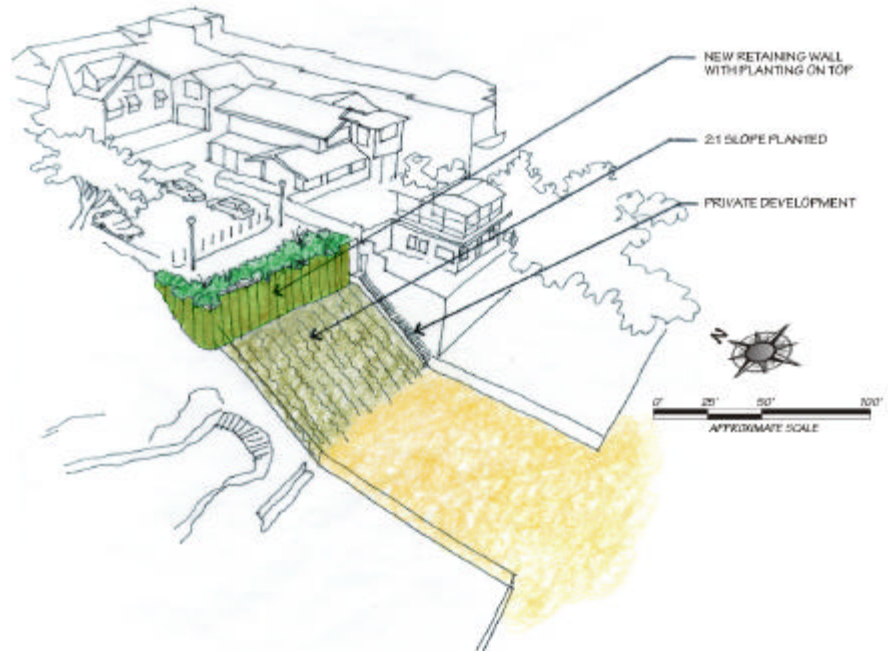 NEW RETAINING WALL
WITH PLANTING ON TOP
2:1 SLOPE PLANTED
PRIVATE DEVELOPMENT
N
0' 25' 50' 100'
APPROXIMATE SCALE